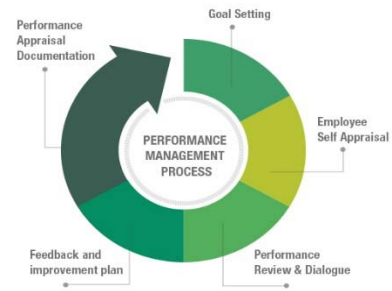 Performance
Appraisal
Documentation
Goal Setting
Employee
Self Appraisal
PERFORMANCE
MANAGEMENT
PROCESS
Feedback and
improvement plan
Performance
Review & Dialogue